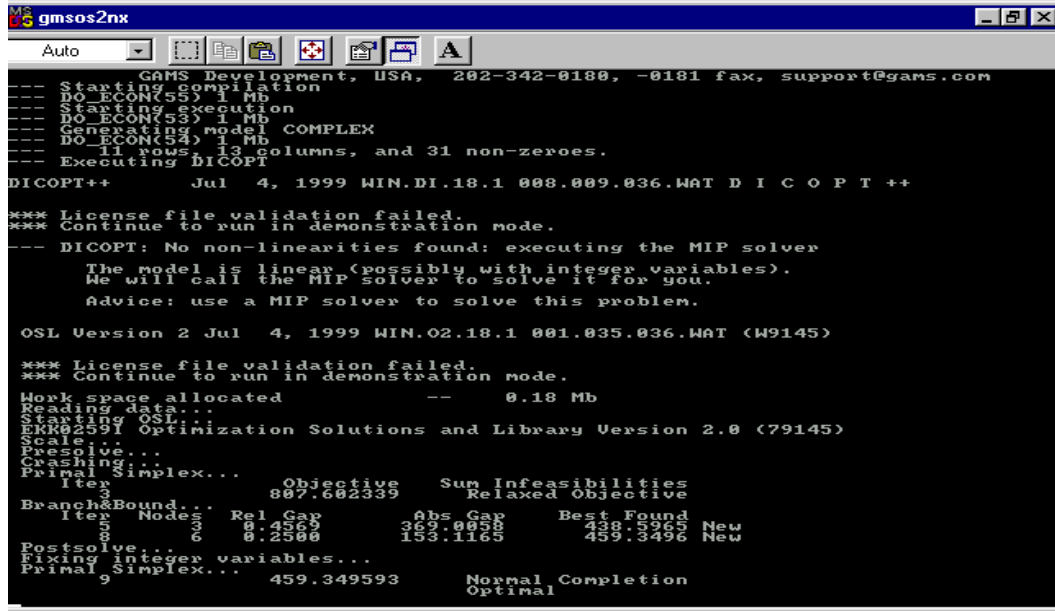 gmsos2nx
Auto
A
GAMS Development, USA, 202-342-0180, -0181 fax, support@gams.com
--- Starting compilation
--- DO_ECON(55) 1 Mb
--- Starting execution
--- DO_ECON(53) 1 Mb
--- Generating model COMPLEX
--- DO_ECON(54) 1 Mb
--- 11 rows, 13 columns, and 31 non-zeroes.
--- Executing DICOPT
DICOPT++ Jul 4, 1999 WIN.DI.18.1 008.009.036.WAT D I C O P T ++
*** License file validation failed.
*** Continue to run in demonstration mode.
--- DICOPT: No non-linearities found: executing the MIP solver
The model is linear (possibly with integer variables).
We will call the MIP solver to solve it for you.
Advice: use a MIP solver to solve this problem.
OSL Version 2 Jul 4, 1999 WIN.O2.18.1 001.035.036.WAT (W9145)
*** License file validation failed.
*** Continue to run in demonstration mode.
Work space allocated -- 0.18 Mb
Reading data...
Starting OSL...
EKK0259I Optimization Solutions and Library Version 2.0 (79145)
Scale...
Presolve...
Crashing...
Primal Simplex...
Iter Objective Sum Infeasibilities
3 807.602339 Relaxed Objective
Branch&Bound...
Iter Nodes Rel Gap Abs Gap Best Found
5 3 0.4569 369.0058 438.5965 New
8 6 0.2500 153.1165 459.3496 New
Postsolve...
Fixing integer variables...
Primal Simplex...
9 459.349593 Normal Completion
Optimal